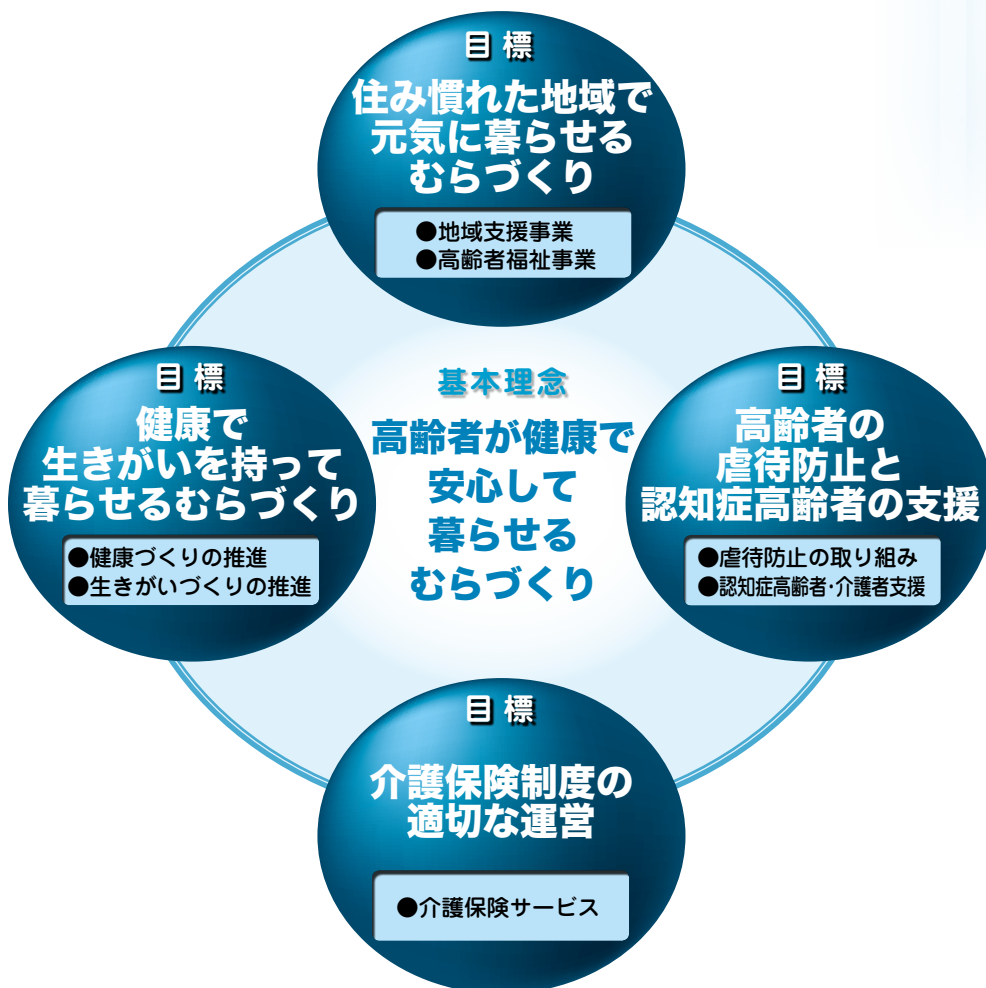 目標
住み慣れた地域で
元気に暮らせる
むらづくり
●地域支援事業
●高齢者福祉事業
目標
健康で
生きがいを持って
暮らせるむらづくり
●健康づくりの推進
●生きがいづくりの推進
基本理念
高齢者が健康で
安心して
暮らせる
むらづくり
目標
高齢者の
虐待防止と
認知症高齢者の支援
●虐待防止の取り組み
●認知症高齢者・介護者支援
目標
介護保険制度の
適切な運営
●介護保険サービス